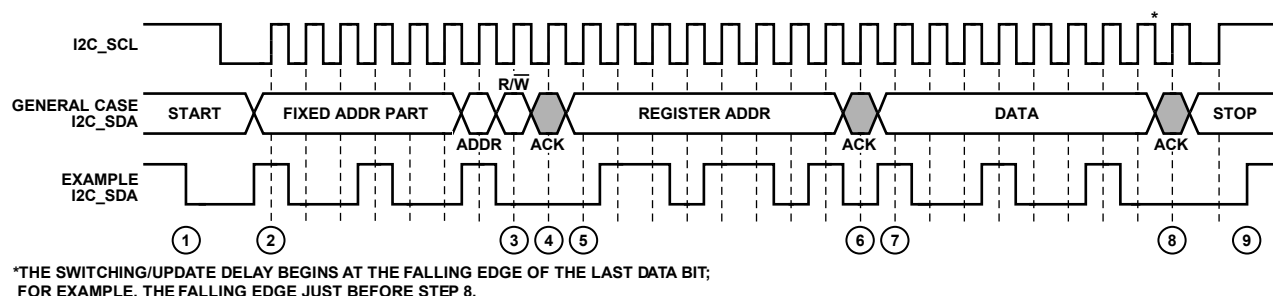 *
I2C_SCL
R/W̅
GENERAL CASE
I2C_SDA
START
FIXED ADDR PART
REGISTER ADDR
DATA
STOP
ADDR
ACK
ACK
ACK
EXAMPLE
I2C_SDA
1
2
3
4
5
6
7
8
9
*THE SWITCHING/UPDATE DELAY BEGINS AT THE FALLING EDGE OF THE LAST DATA BIT;
FOR EXAMPLE, THE FALLING EDGE JUST BEFORE STEP 8.